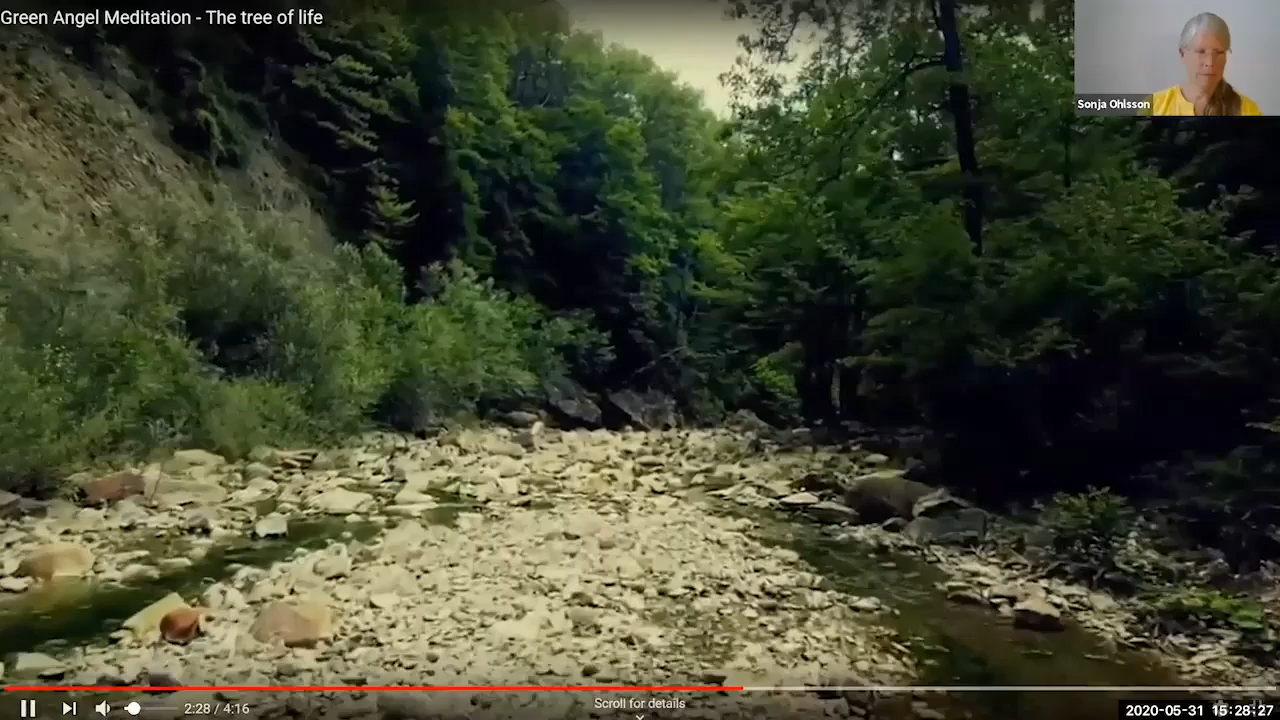 Green Angel Meditation - The tree of life
Sonja Ohlsson
2:28 / 4:16
Scroll for details
2020-05-31 15:28:27